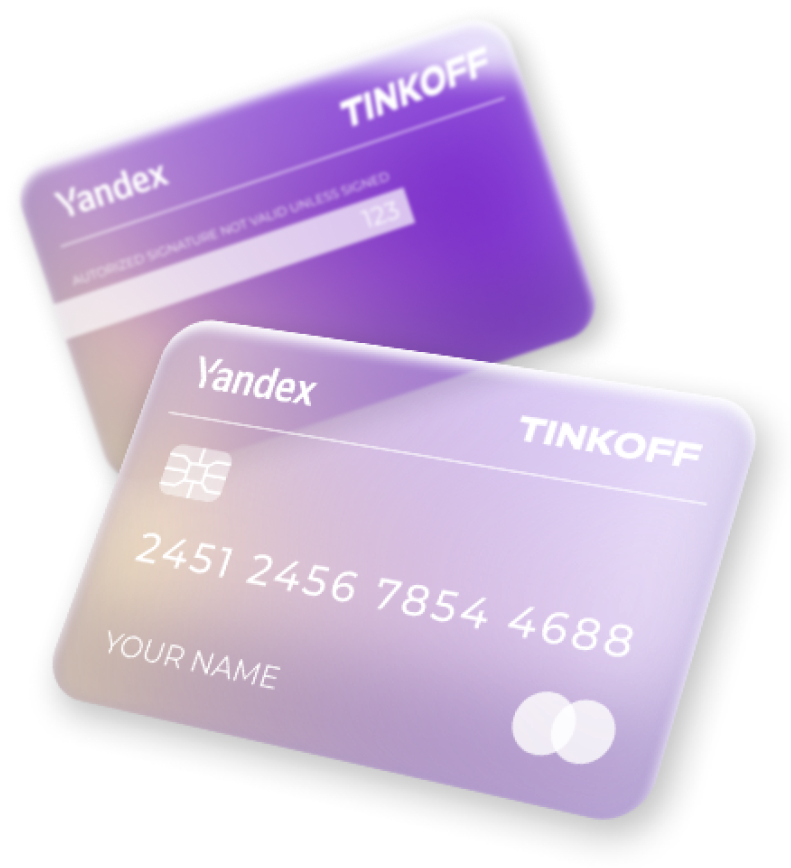 Yandex
TINKOFF
AUTORIZED SIGNATURE NOT VALID UNLESS SIGNED
123
Yandex
TINKOFF
2451 2456 7854 4688
YOUR NAME